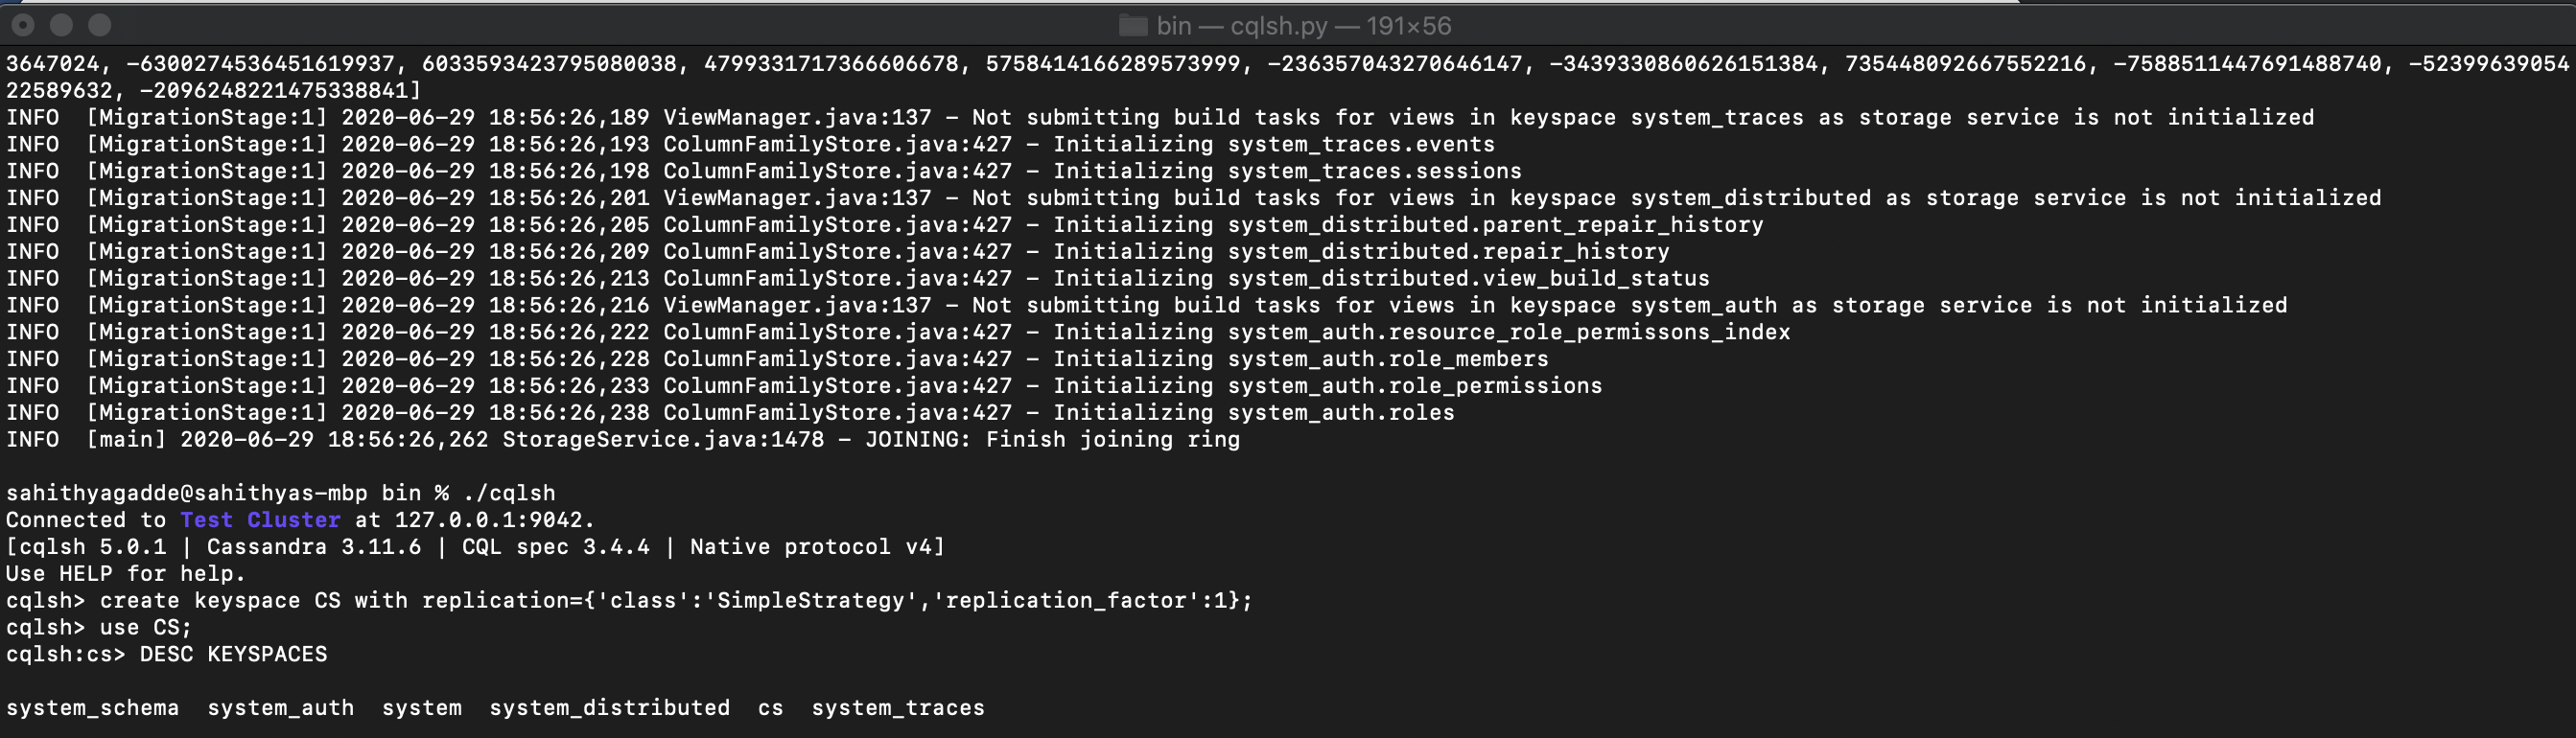 bin — cqlsh.py — 191×56
3647024, -6300274536451619937, 6033593423795080038, 4799331717366606678, 5758414166289573999, -236357043270646147, -3439330860626151384, 735448092667552216, -7588511447691488740, -52399639054
22589632, -2096248221475338841]
INFO  [MigrationStage:1] 2020-06-29 18:56:26,189 ViewManager.java:137 - Not submitting build tasks for views in keyspace system_traces as storage service is not initialized
INFO  [MigrationStage:1] 2020-06-29 18:56:26,193 ColumnFamilyStore.java:427 - Initializing system_traces.events
INFO  [MigrationStage:1] 2020-06-29 18:56:26,198 ColumnFamilyStore.java:427 - Initializing system_traces.sessions
INFO  [MigrationStage:1] 2020-06-29 18:56:26,201 ViewManager.java:137 - Not submitting build tasks for views in keyspace system_distributed as storage service is not initialized
INFO  [MigrationStage:1] 2020-06-29 18:56:26,205 ColumnFamilyStore.java:427 - Initializing system_distributed.parent_repair_history
INFO  [MigrationStage:1] 2020-06-29 18:56:26,209 ColumnFamilyStore.java:427 - Initializing system_distributed.repair_history
INFO  [MigrationStage:1] 2020-06-29 18:56:26,213 ColumnFamilyStore.java:427 - Initializing system_distributed.view_build_status
INFO  [MigrationStage:1] 2020-06-29 18:56:26,216 ViewManager.java:137 - Not submitting build tasks for views in keyspace system_auth as storage service is not initialized
INFO  [MigrationStage:1] 2020-06-29 18:56:26,222 ColumnFamilyStore.java:427 - Initializing system_auth.resource_role_permissons_index
INFO  [MigrationStage:1] 2020-06-29 18:56:26,228 ColumnFamilyStore.java:427 - Initializing system_auth.role_members
INFO  [MigrationStage:1] 2020-06-29 18:56:26,233 ColumnFamilyStore.java:427 - Initializing system_auth.role_permissions
INFO  [MigrationStage:1] 2020-06-29 18:56:26,238 ColumnFamilyStore.java:427 - Initializing system_auth.roles
INFO  [main] 2020-06-29 18:56:26,262 StorageService.java:1478 - JOINING: Finish joining ring
sahithyagadde@sahithyas-mbp bin % ./cqlsh
Connected to Test Cluster at 127.0.0.1:9042.
[cqlsh 5.0.1 | Cassandra 3.11.6 | CQL spec 3.4.4 | Native protocol v4]
Use HELP for help.
cqlsh> create keyspace CS with replication={'class':'SimpleStrategy','replication_factor':1};
cqlsh> use CS;
cqlsh:cs> DESC KEYSPACES
system_schema  system_auth  system  system_distributed  cs  system_traces